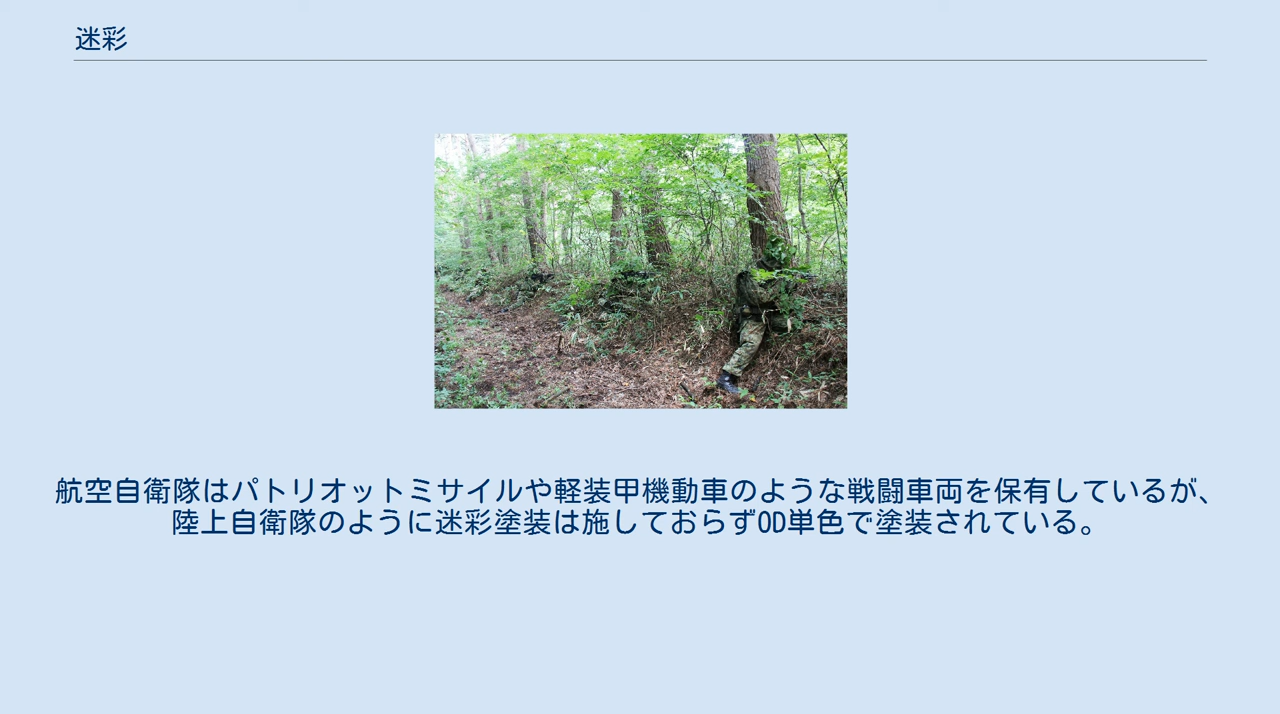 迷彩
航空自衛隊はパトリオットミサイルや軽装甲機動車のような戦闘車両を保有しているが、
陸上自衛隊のように迷彩塗装は施しておらずOD単色で塗装されている。